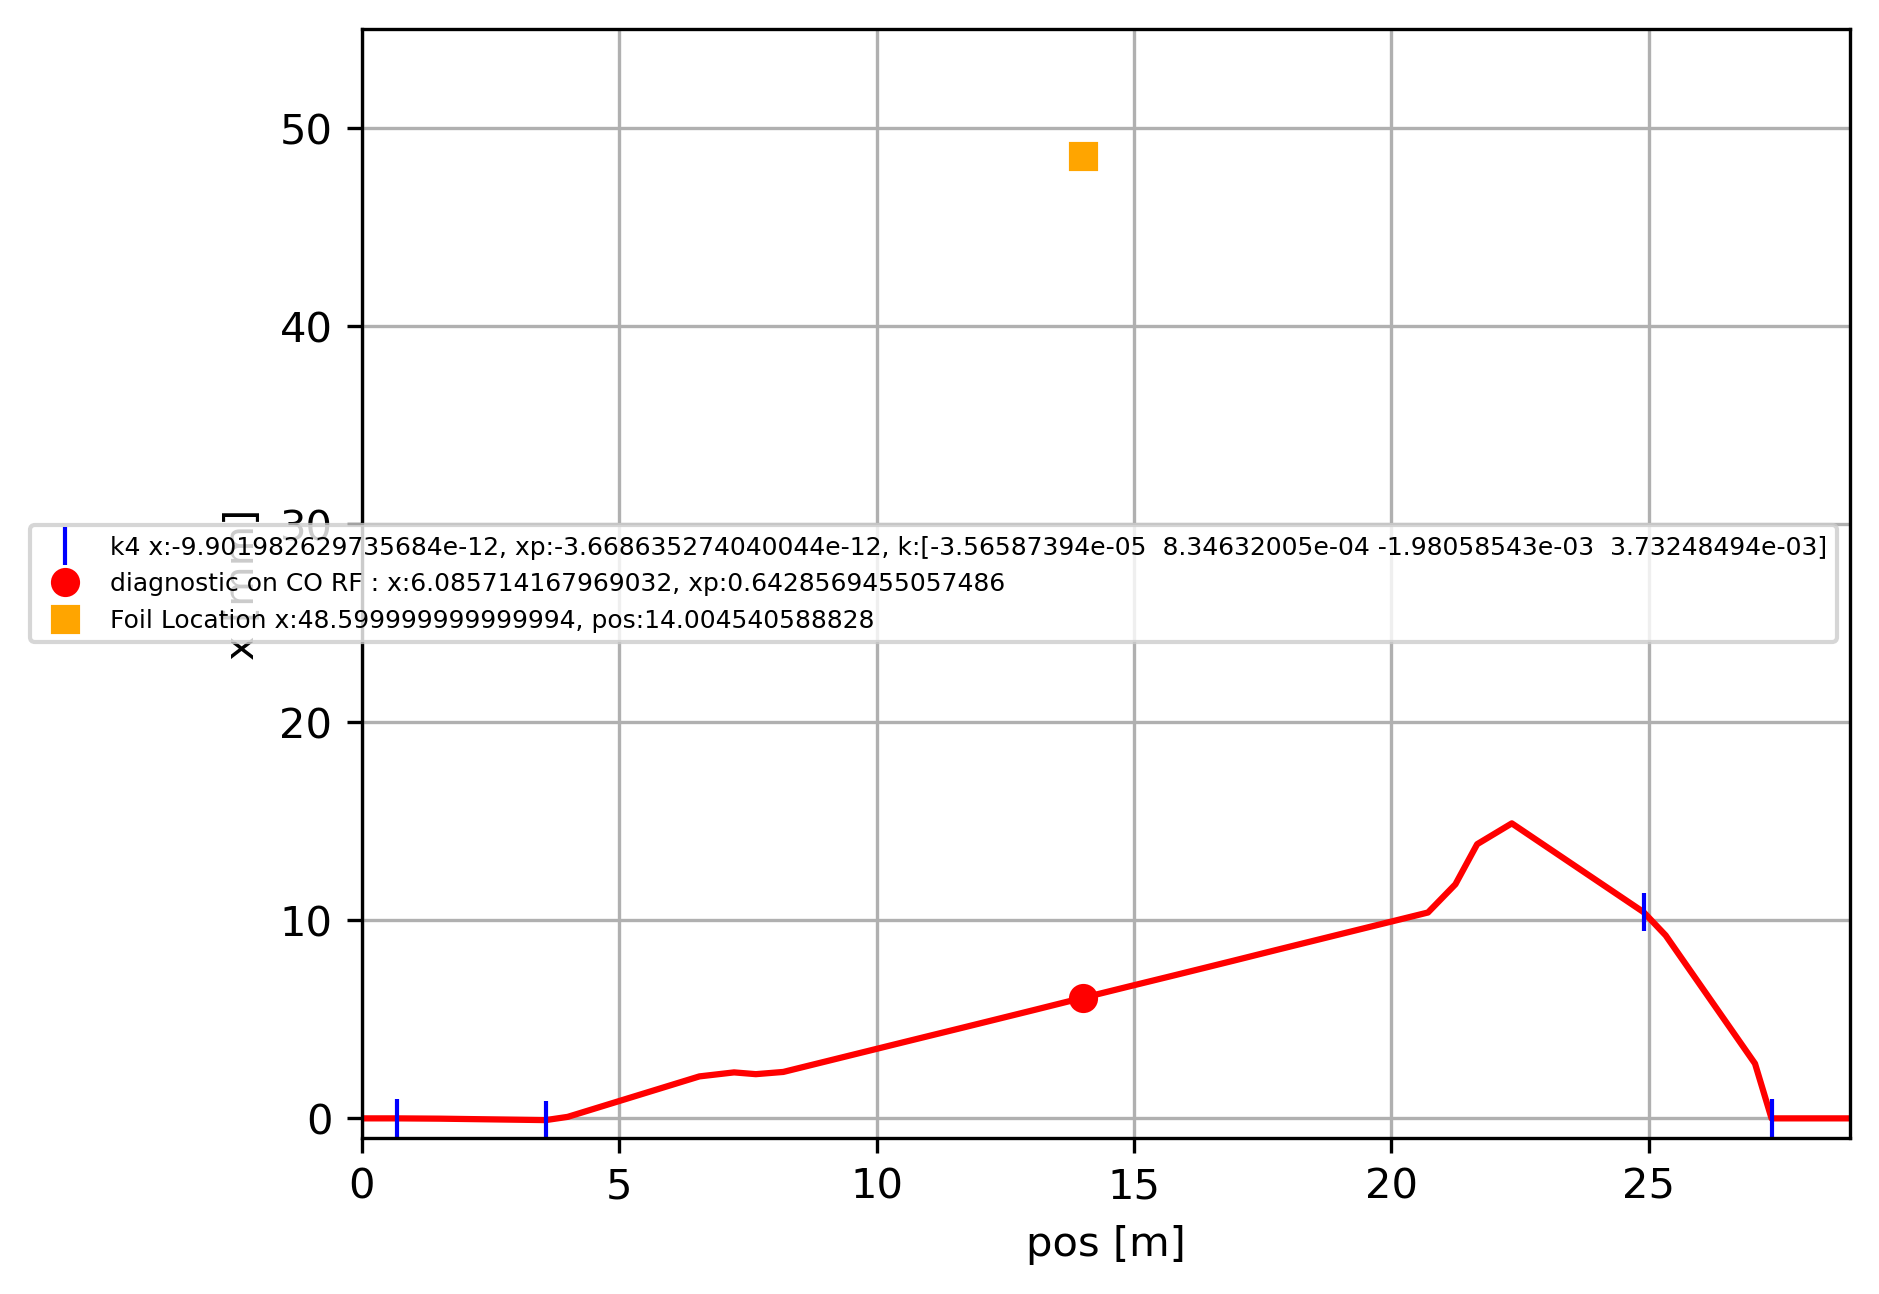 50
40
30
x [mm]
k4 x:-9.901982629735684e-12, xp:-3.668635274040044e-12, k:[-3.56587394e-05  8.34632005e-04 -1.98058543e-03  3.73248494e-03]
diagnostic on CO RF : x:6.085714167969032, xp:0.6428569455057486
Foil Location x:48.599999999999994, pos:14.004540588828
20
10
0
0 5 10 15 20 25
pos [m]